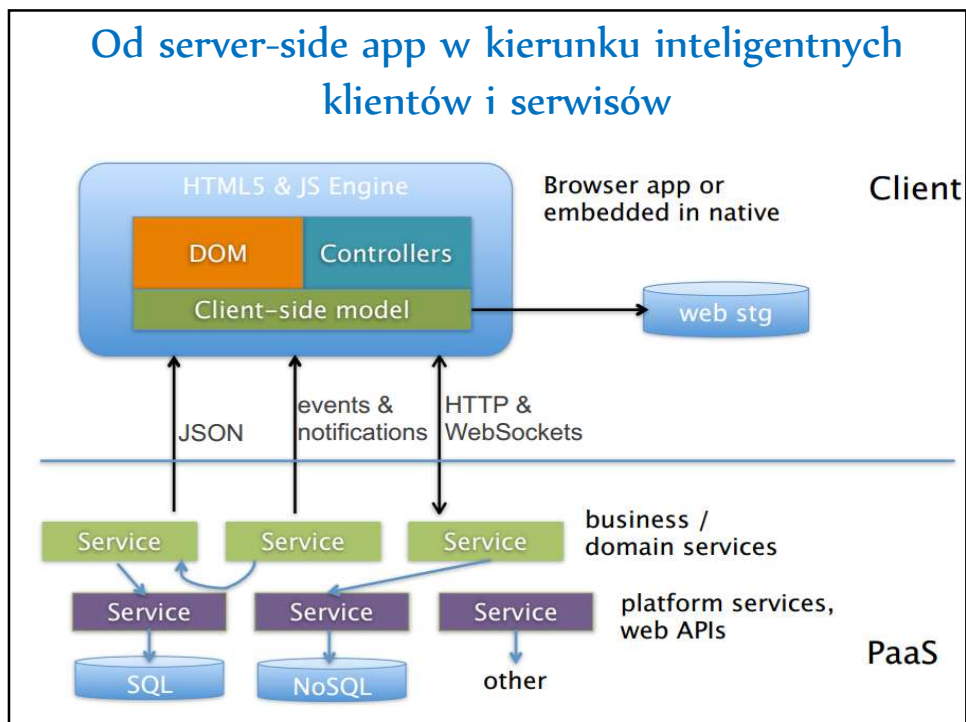 Od server-side app w kierunku inteligentnych
klientów i serwisów
HTML5 & JS Engine
Browser app or
embedded in native
Client
DOM
Controllers
Client-side model
web stg
JSON
events &
notifications
HTTP &
WebSockets
Service
Service
Service
business /
domain services
Service
Service
Service
platform services,
web APIs
PaaS
SQL
NoSQL
other